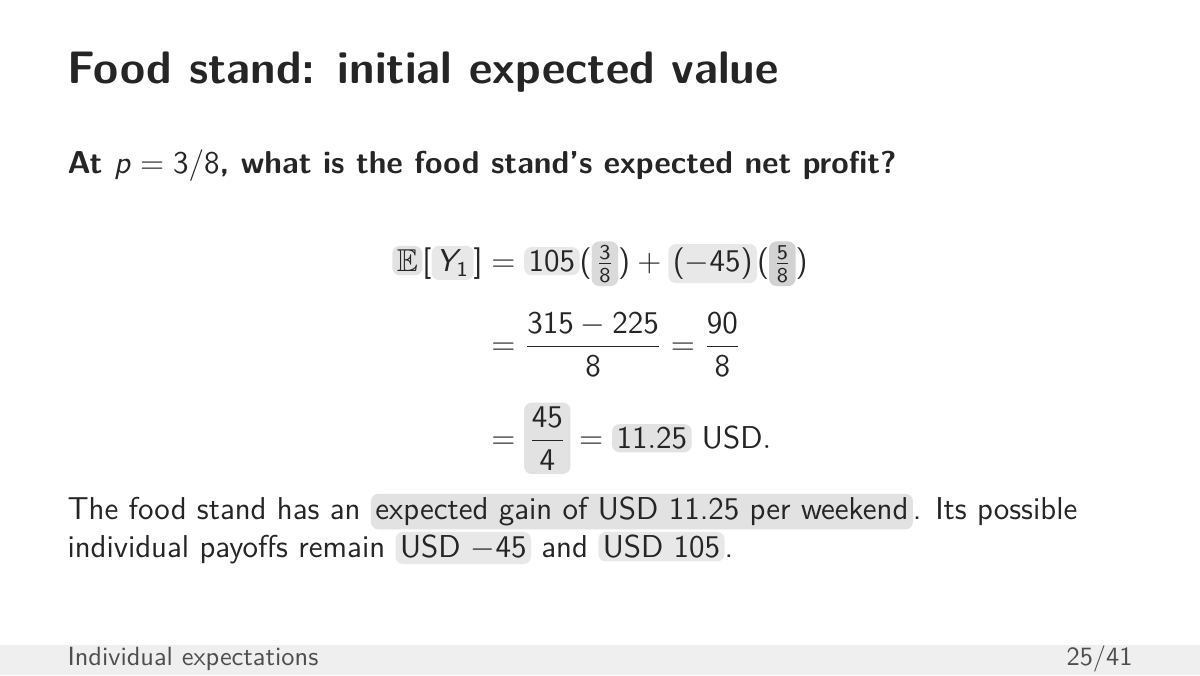 Food stand: initial expected value
At p = 3/8, what is the food stand's expected net profit?
𝔼[Y₁] = 105(3/8) + (−45)(5/8)
= (315 − 225)/8 = 90/8
= 45/4 = 11.25 USD.
The food stand has an expected gain of USD 11.25 per weekend. Its possible
individual payoffs remain USD −45 and USD 105.
Individual expectations
25/41